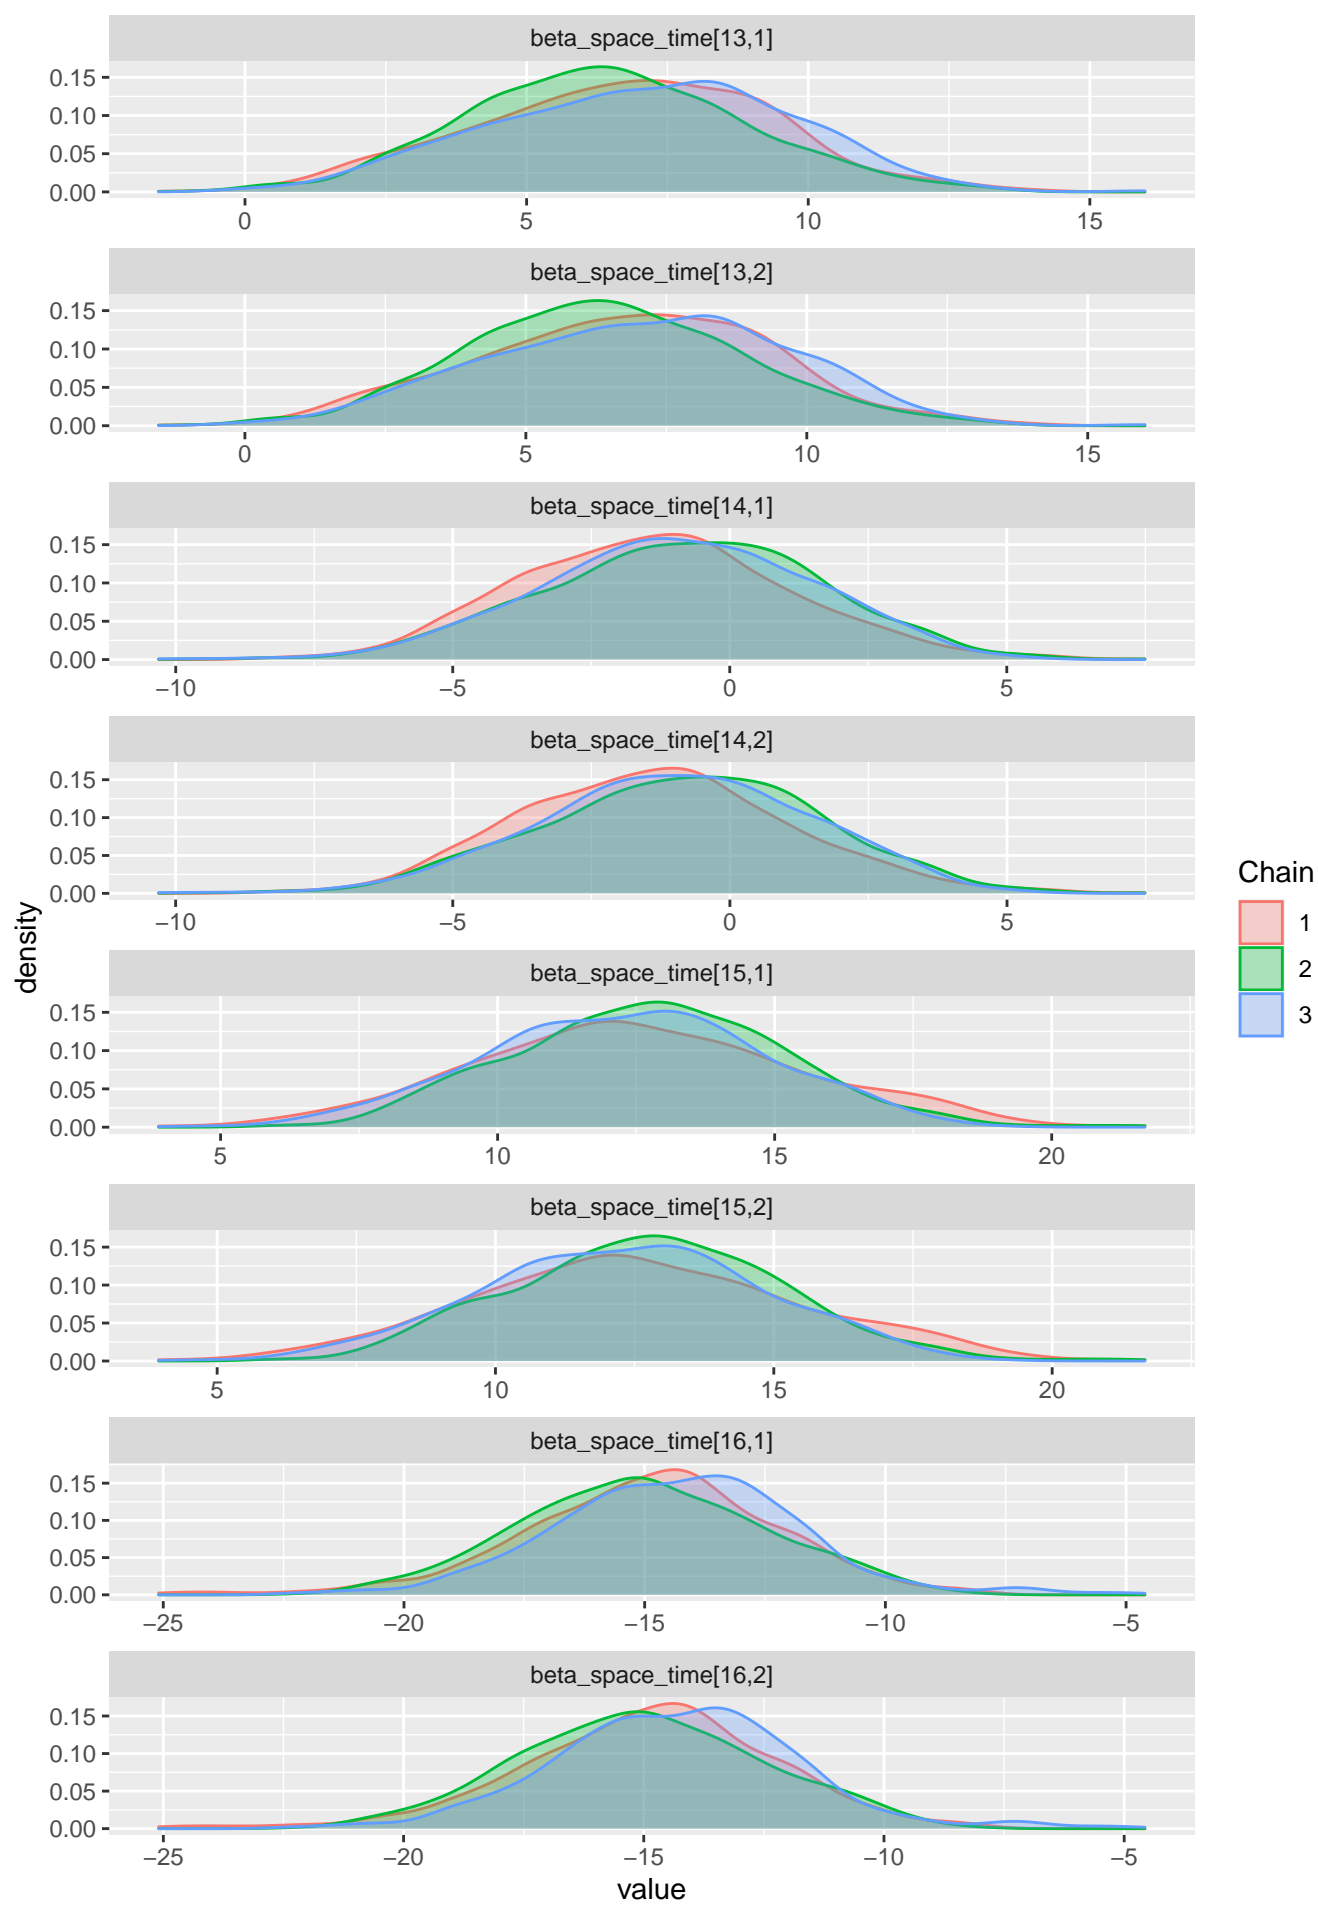 beta_space_time[13,1]
0.15
0.10
0.05
0.00
0 5 10 15
beta_space_time[13,2]
0.15
0.10
0.05
0.00
0 5 10 15
beta_space_time[14,1]
0.15
0.10
0.05
0.00
−10 −5 0 5
beta_space_time[14,2]
0.15
0.10
0.05
0.00
−10 −5 0 5
beta_space_time[15,1]
0.15
0.10
0.05
0.00
5 10 15 20
beta_space_time[15,2]
0.15
0.10
0.05
0.00
5 10 15 20
beta_space_time[16,1]
0.15
0.10
0.05
0.00
−25 −20 −15 −10 −5
beta_space_time[16,2]
0.15
0.10
0.05
0.00
−25 −20 −15 −10 −5
value
density
Chain
1
2
3